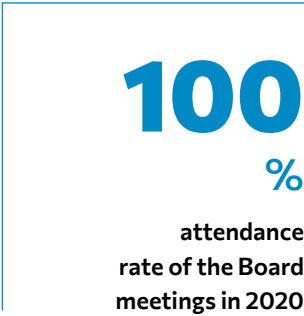 100
%
attendance
rate of the Board
meetings in 2020